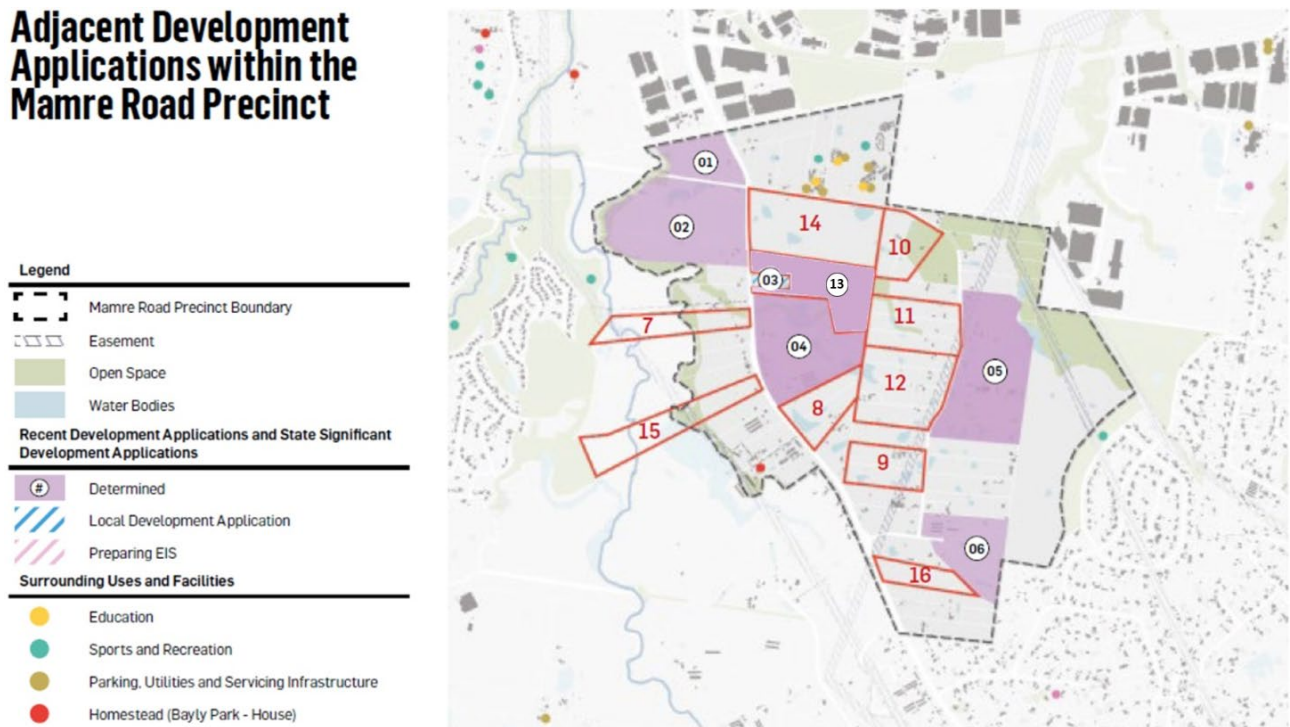 Adjacent Development
Applications within the
Mamre Road Precinct
Legend
Mamre Road Precinct Boundary
Easement
Open Space
Water Bodies
Recent Development Applications and State Significant
Development Applications
#
Determined
Local Development Application
Preparing EIS
Surrounding Uses and Facilities
Education
Sports and Recreation
Parking, Utilities and Servicing Infrastructure
Homestead (Bayly Park - House)
01
02
14
10
03
13
7
11
04
12
05
8
15
9
06
16